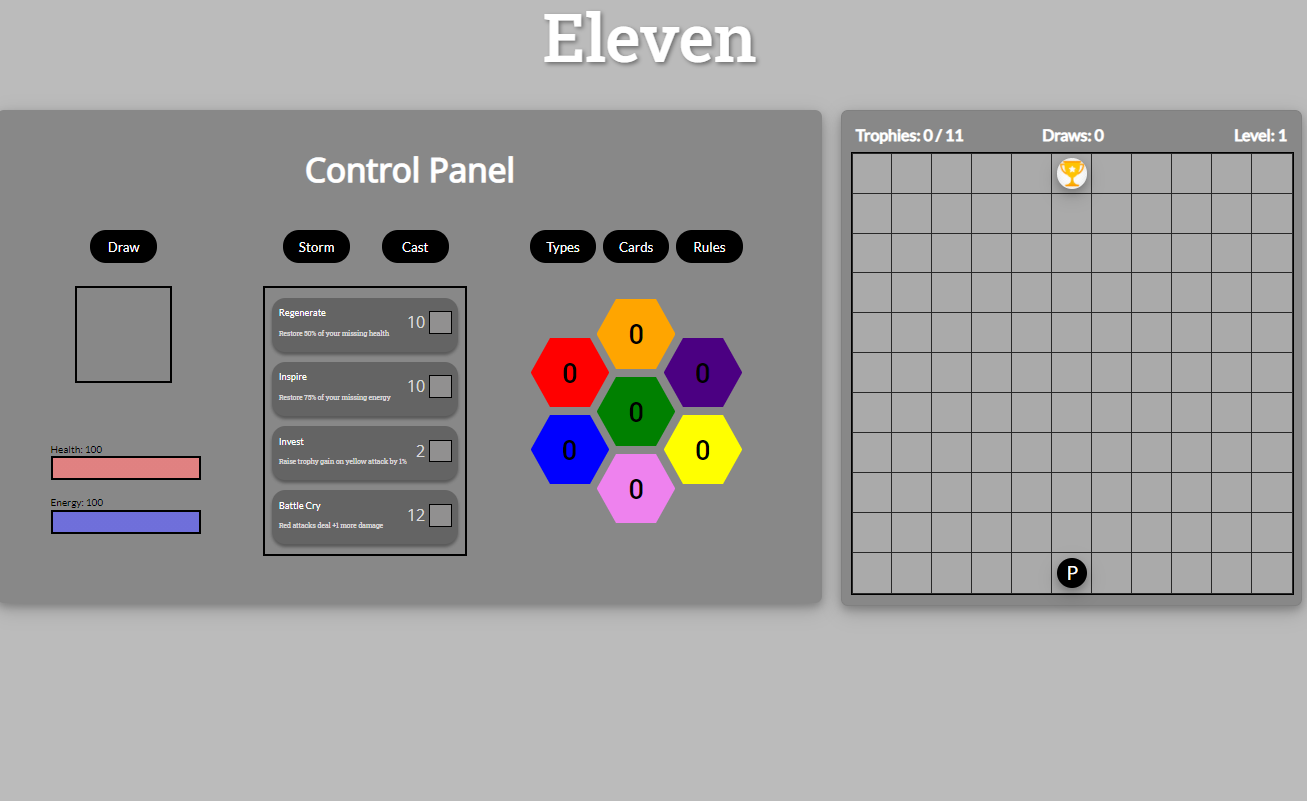 Eleven
Control Panel
Draw
Storm
Cast
Types
Cards
Rules
Regenerate
10
Restore 50% of your missing health
Inspire
10
Restore 75% of your missing energy
Invest
2
Raise trophy gain on yellow attack by 1%
Battle Cry
12
Red attacks deal +1 more damage
Health: 100
Energy: 100
0
0
0
0
0
0
0
Trophies: 0 / 11
Draws: 0
Level: 1
P